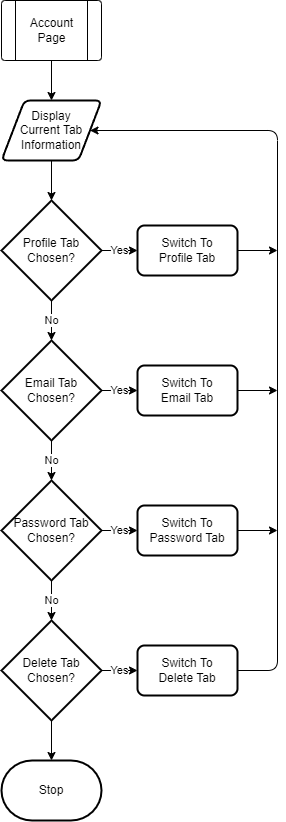 Account
Page
Display
Current Tab
Information
Profile Tab
Chosen?
Yes
Switch To
Profile Tab
No
Email Tab
Chosen?
Yes
Switch To
Email Tab
No
Password Tab
Chosen?
Yes
Switch To
Password Tab
No
Delete Tab
Chosen?
Yes
Switch To
Delete Tab
Stop